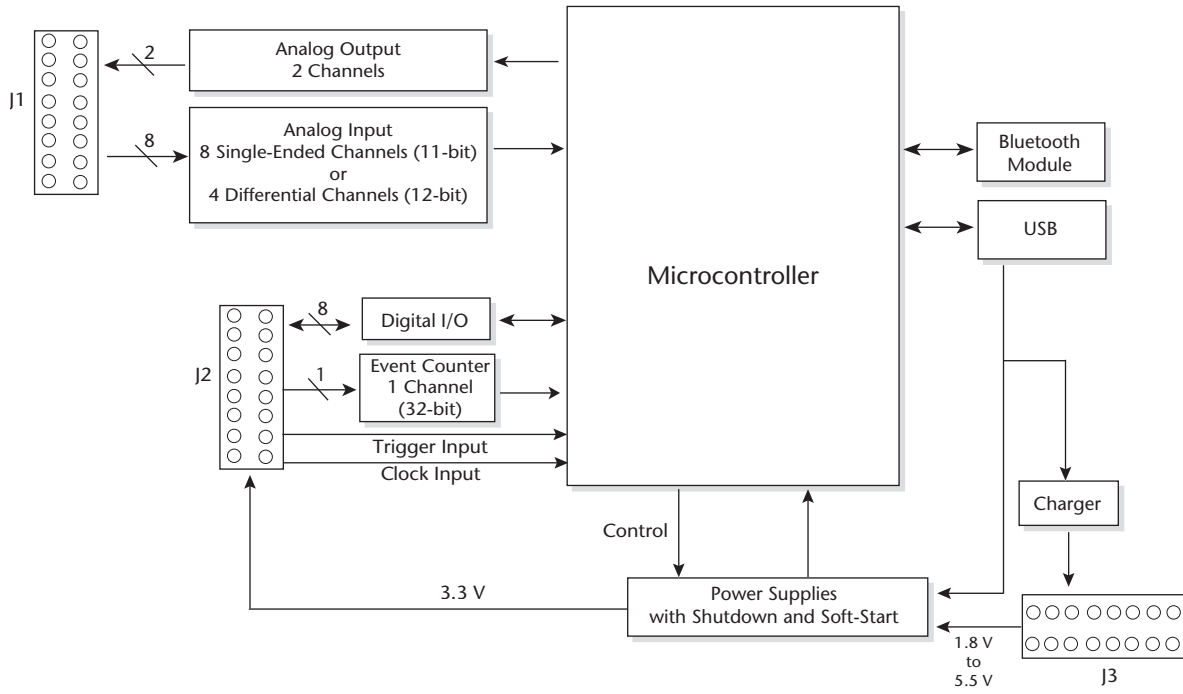 J1
2
Analog Output
2 Channels
8
Analog Input
8 Single-Ended Channels (11-bit)
or
4 Differential Channels (12-bit)
Microcontroller
Bluetooth
Module
USB
J2
8
Digital I/O
1
Event Counter
1 Channel
(32-bit)
Trigger Input
Clock Input
Control
Charger
3.3 V
Power Supplies
with Shutdown and Soft-Start
1.8 V
to
5.5 V
J3